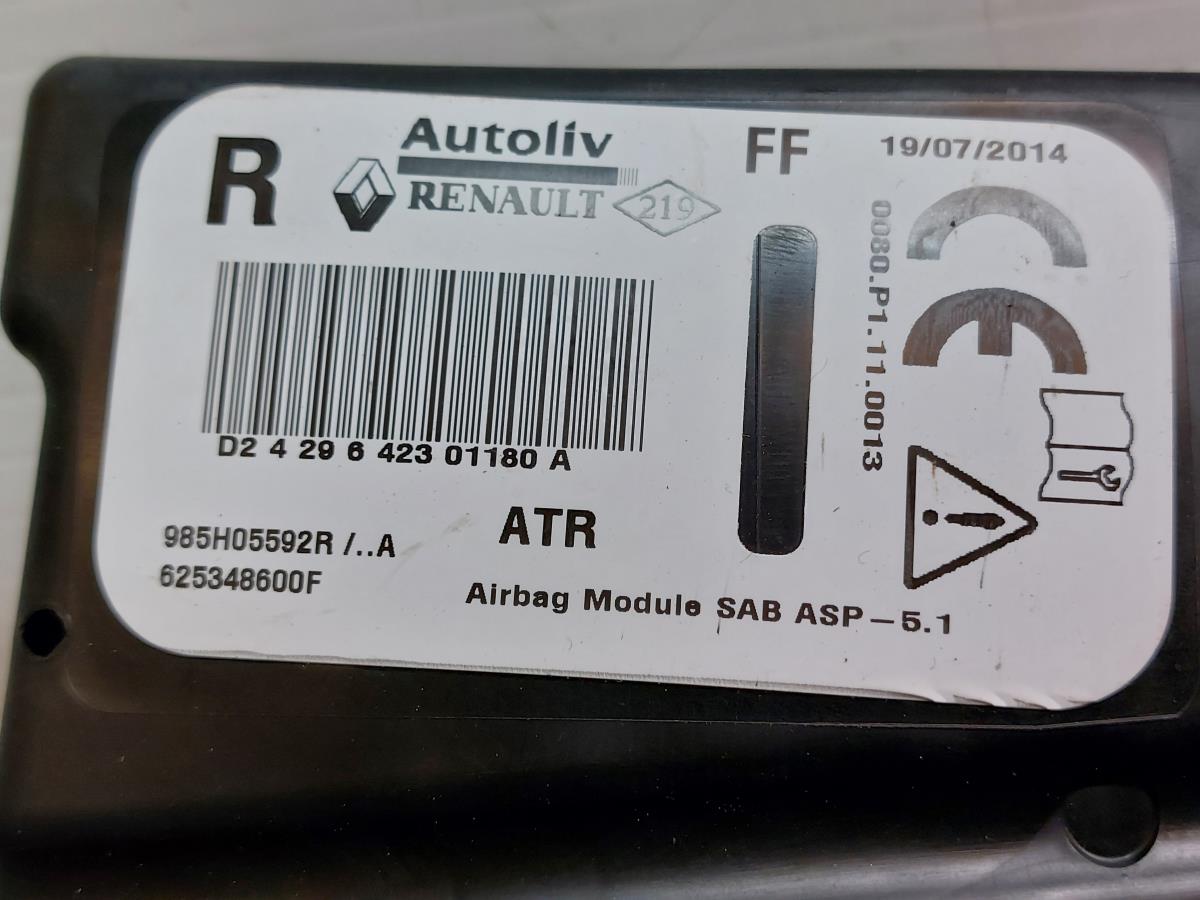 R
Autoliv
RENAULT
219
FF
19/07/2014
CE
0080.P1.11.0013
D2 4 29 6 423 01180 A
985H05592R /..A
625348600F
ATR
Airbag Module SAB ASP-5.1